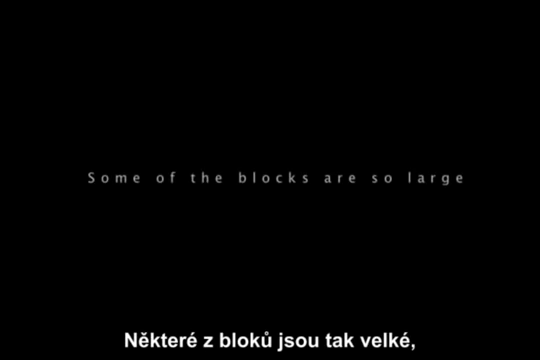 Some of the blocks are so large
Některé z bloků jsou tak velké,